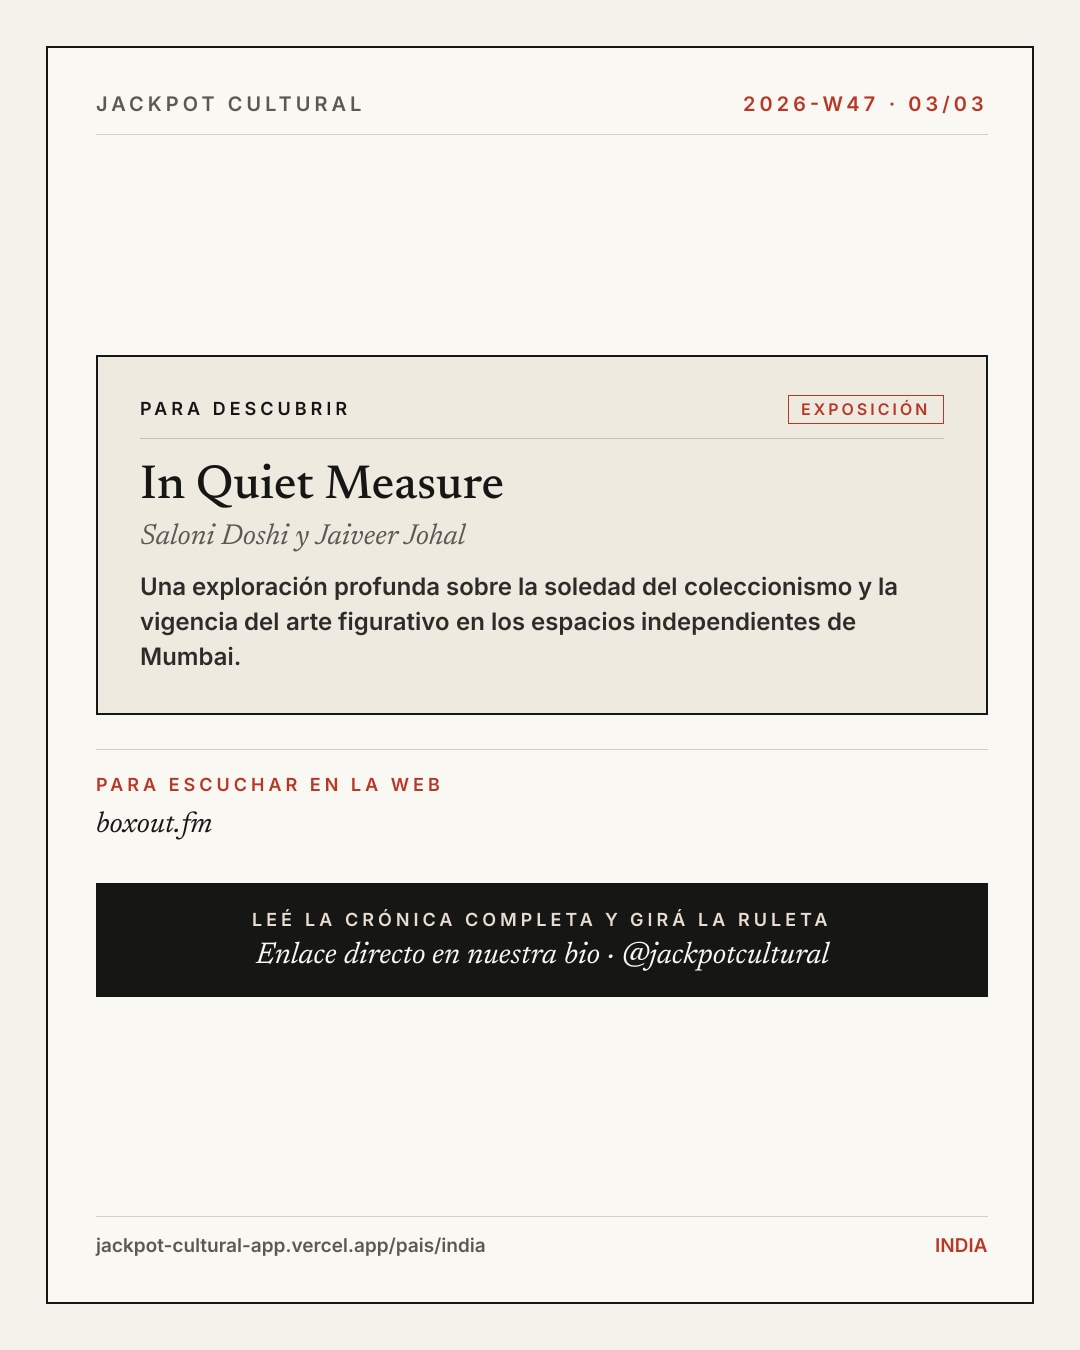 JACKPOT CULTURAL
2026-W47 · 03/03
PARA DESCUBRIR
EXPOSICIÓN
In Quiet Measure
Saloni Doshi y Jaiveer Johal
Una exploración profunda sobre la soledad del coleccionismo y la
vigencia del arte figurativo en los espacios independientes de
Mumbai.
PARA ESCUCHAR EN LA WEB
boxout.fm
LEÉ LA CRÓNICA COMPLETA Y GIRÁ LA RULETA
Enlace directo en nuestra bio · @jackpotcultural
jackpot-cultural-app.vercel.app/pais/india
INDIA